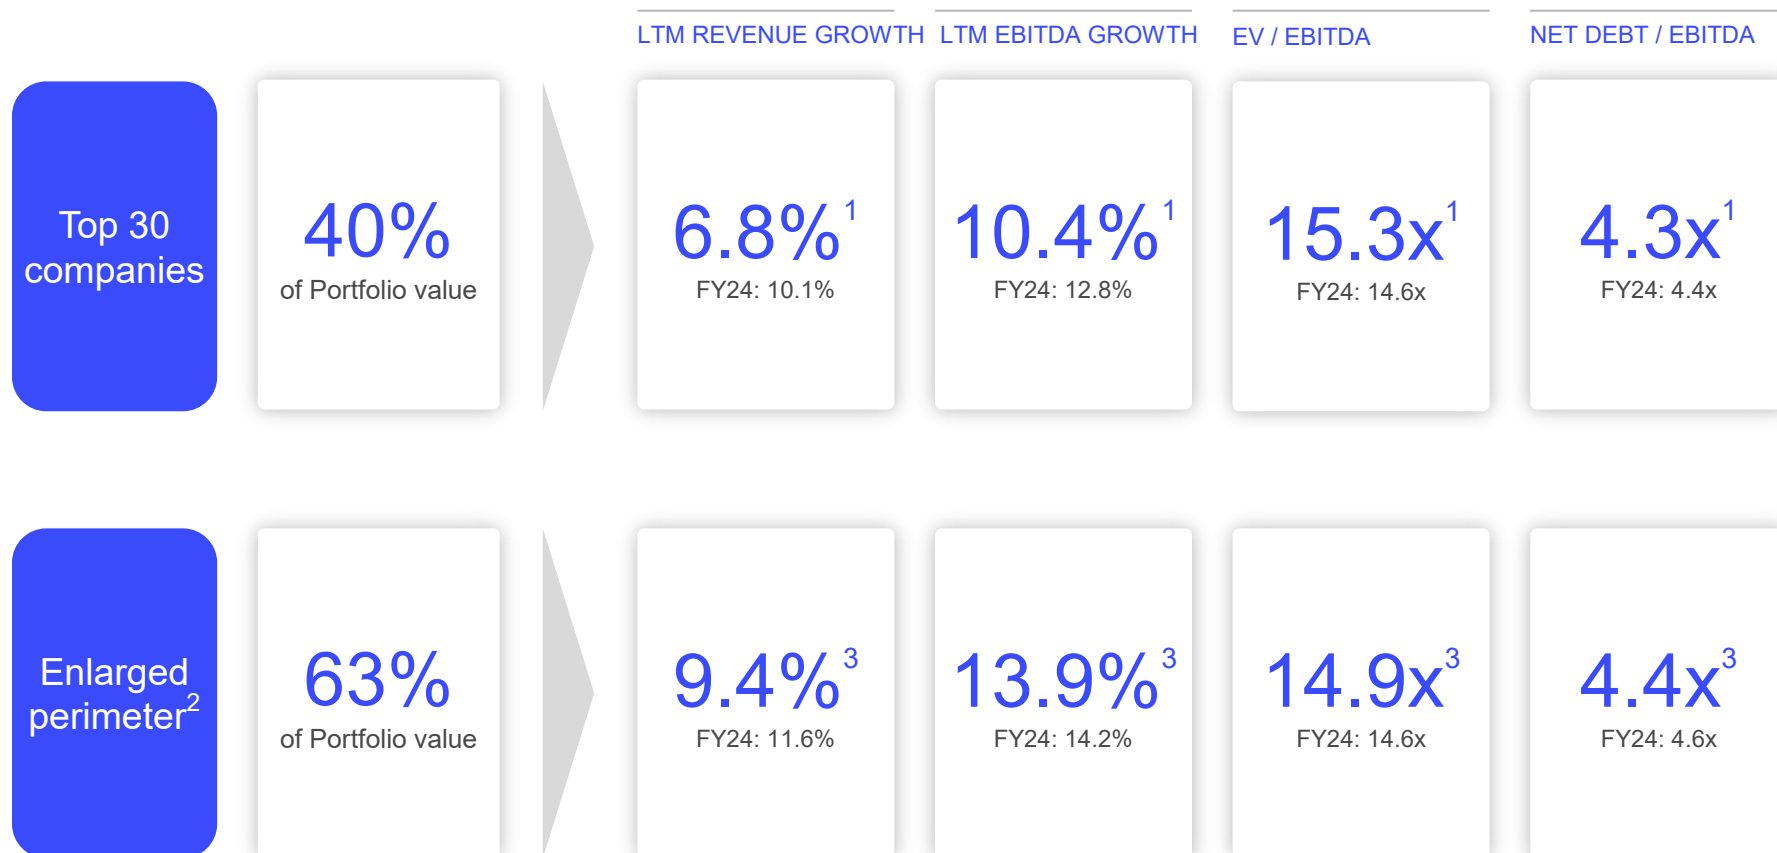 LTM REVENUE GROWTH
LTM EBITDA GROWTH
EV / EBITDA
NET DEBT / EBITDA
Top 30
companies
40%
of Portfolio value
6.8%1
FY24: 10.1%
10.4%1
FY24: 12.8%
15.3x1
FY24: 14.6x
4.3x1
FY24: 4.4x
Enlarged
perimeter2
63%
of Portfolio value
9.4%3
FY24: 11.6%
13.9%3
FY24: 14.2%
14.9x3
FY24: 14.6x
4.4x3
FY24: 4.6x